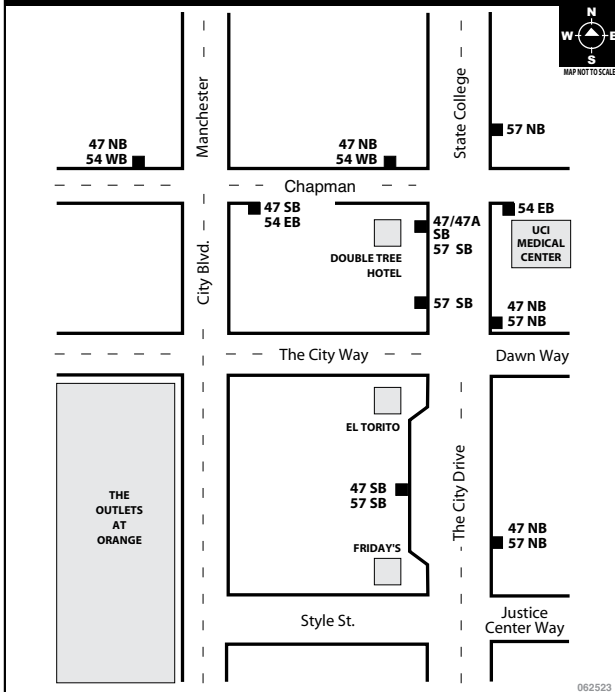 N
W E
S
MAP NOT TO SCALE
Manchester
State College
57 NB
47 NB
54 WB
47 NB
54 WB
Chapman
47 SB
54 EB
47/47A
SB
57 SB
54 EB
UCI
MEDICAL
CENTER
DOUBLE TREE
HOTEL
City Blvd.
57 SB
47 NB
57 NB
The City Way
Dawn Way
EL TORITO
THE
OUTLETS
AT
ORANGE
47 SB
57 SB
The City Drive
47 NB
57 NB
FRIDAY'S
Style St.
Justice
Center Way
062523